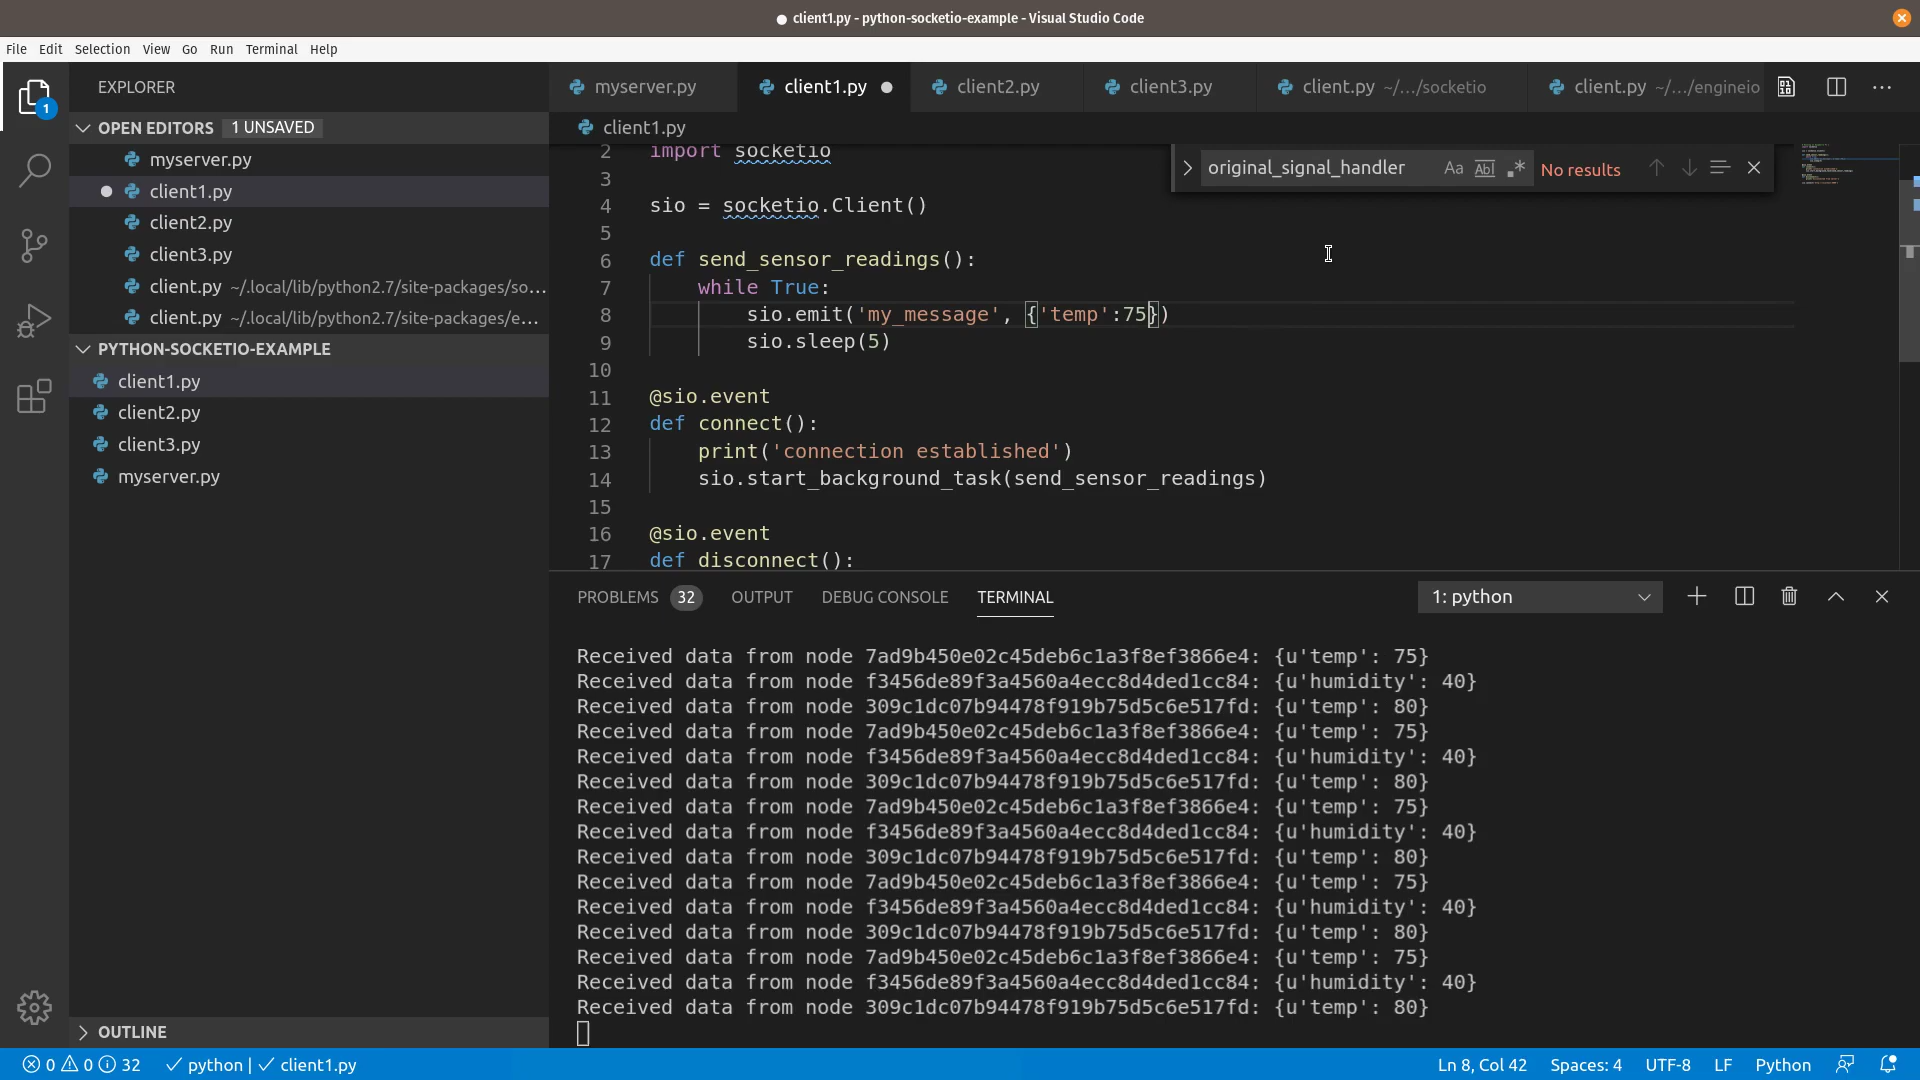 client1.py - python-socketio-example - Visual Studio Code
File Edit Selection View Go Run Terminal Help
EXPLORER
1
OPEN EDITORS 1 UNSAVED
myserver.py
client1.py
client2.py
client3.py
client.py ~/.local/lib/python2.7/site-packages/so...
client.py ~/.local/lib/python2.7/site-packages/e...
PYTHON-SOCKETIO-EXAMPLE
client1.py
client2.py
client3.py
myserver.py
OUTLINE
myserver.py client1.py client2.py client3.py client.py ~/.../socketio client.py ~/.../engineio
client1.py
original_signal_handler Aa Abl .* No results
2 import socketio
3
4 sio = socketio.Client()
5
6 def send_sensor_readings():
7 while True:
8 sio.emit('my_message', {'temp':75})
9 sio.sleep(5)
10
11 @sio.event
12 def connect():
13 print('connection established')
14 sio.start_background_task(send_sensor_readings)
15
16 @sio.event
17 def disconnect():
PROBLEMS 32 OUTPUT DEBUG CONSOLE TERMINAL 1: python
Received data from node 7ad9b450e02c45deb6c1a3f8ef3866e4: {u'temp': 75}
Received data from node f3456de89f3a4560a4ecc8d4ded1cc84: {u'humidity': 40}
Received data from node 309c1dc07b94478f919b75d5c6e517fd: {u'temp': 80}
Received data from node 7ad9b450e02c45deb6c1a3f8ef3866e4: {u'temp': 75}
Received data from node f3456de89f3a4560a4ecc8d4ded1cc84: {u'humidity': 40}
Received data from node 309c1dc07b94478f919b75d5c6e517fd: {u'temp': 80}
Received data from node 7ad9b450e02c45deb6c1a3f8ef3866e4: {u'temp': 75}
Received data from node f3456de89f3a4560a4ecc8d4ded1cc84: {u'humidity': 40}
Received data from node 309c1dc07b94478f919b75d5c6e517fd: {u'temp': 80}
Received data from node 7ad9b450e02c45deb6c1a3f8ef3866e4: {u'temp': 75}
Received data from node f3456de89f3a4560a4ecc8d4ded1cc84: {u'humidity': 40}
Received data from node 309c1dc07b94478f919b75d5c6e517fd: {u'temp': 80}
Received data from node 7ad9b450e02c45deb6c1a3f8ef3866e4: {u'temp': 75}
Received data from node f3456de89f3a4560a4ecc8d4ded1cc84: {u'humidity': 40}
Received data from node 309c1dc07b94478f919b75d5c6e517fd: {u'temp': 80}
0 0 32 python | client1.py Ln 8, Col 42 Spaces: 4 UTF-8 LF Python